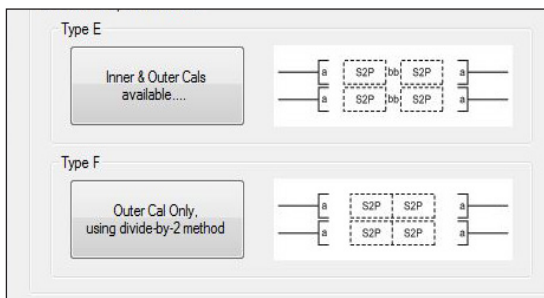 Type E
Inner & Outer Cals
available....
a S2P bb S2P a
a S2P bb S2P a
Type F
Outer Cal Only,
using divide-by-2 method
a S2P S2P a
a S2P S2P a